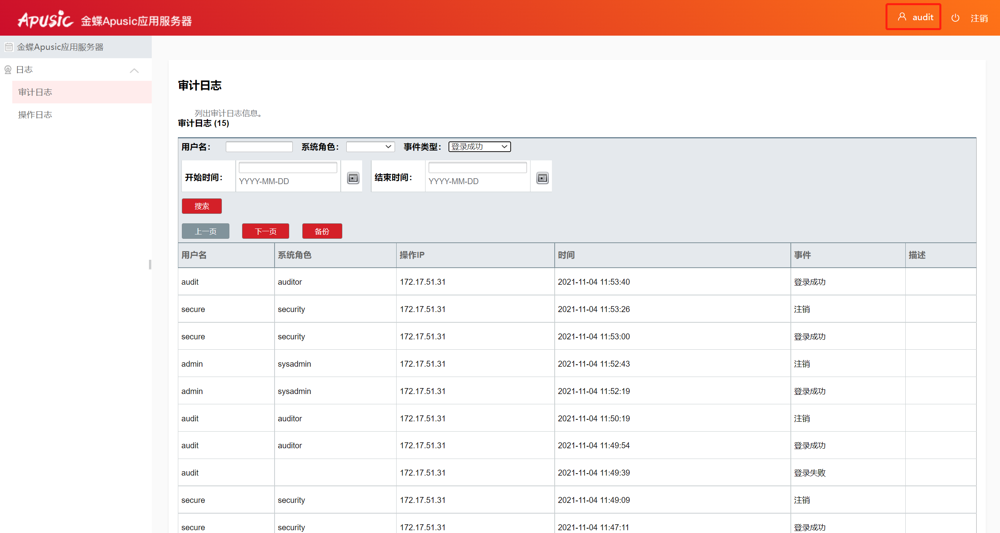 Apusic 金蝶Apusic应用服务器
audit 注销
金蝶Apusic应用服务器
日志
审计日志
操作日志
审计日志
列出审计日志信息。
审计日志 (15)
用户名： 系统角色： 事件类型： 登录成功
开始时间： YYYY-MM-DD 结束时间： YYYY-MM-DD
搜索
上一页 下一页 备份
用户名 系统角色 操作IP 时间 事件 描述
audit auditor 172.17.51.31 2021-11-04 11:53:40 登录成功
secure security 172.17.51.31 2021-11-04 11:53:26 注销
secure security 172.17.51.31 2021-11-04 11:53:00 登录成功
admin sysadmin 172.17.51.31 2021-11-04 11:52:43 注销
admin sysadmin 172.17.51.31 2021-11-04 11:52:19 登录成功
audit auditor 172.17.51.31 2021-11-04 11:50:19 注销
audit auditor 172.17.51.31 2021-11-04 11:49:54 登录成功
audit 172.17.51.31 2021-11-04 11:49:39 登录失败
secure security 172.17.51.31 2021-11-04 11:49:09 注销
secure security 172.17.51.31 2021-11-04 11:47:11 登录成功